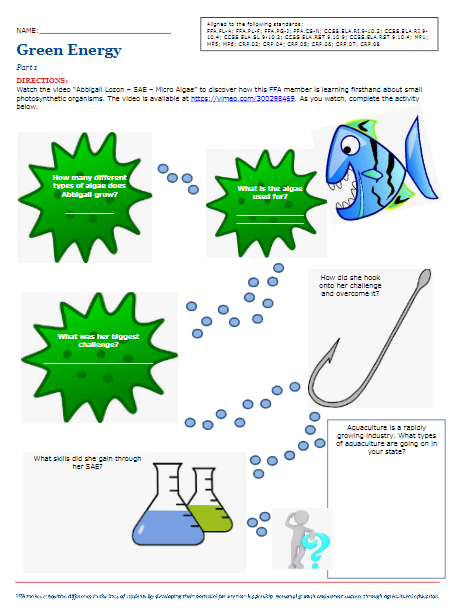 NAME:
Aligned to the following standards:
FFA.PL-A; FFA.PL-F; FFA.PG-J; FFA.CS-N; CCSS.ELA.RI.9-10.2; CCSS.ELA.RI.9-
10.4; CCSS.ELA.SL.9-10.2; CCSS.ELA.RST.9-10.9; CCSS.ELA.RST.9-10.4; MP1;
MP5; MP6; CRP.02; CRP.04; CRP.05; CRP.06; CRP.07; CRP.08
Green Energy
Part 1
DIRECTIONS:
Watch the video “Abbigail Lozon – SAE – Micro Algae” to discover how this FFA member is learning firsthand about small
photosynthetic organisms. The video is available at https://vimeo.com/300298469. As you watch, complete the activity
below.
How many different
types of algae does
Abbigail grow?
What is the algae
used for?
How did she hook
onto her challenge
and overcome it?
What was her biggest
challenge?
Aquaculture is a rapidly
growing industry. What types
of aquaculture are going on in
your state?
What skills did she gain through
her SAE?
FFA makes a positive difference in the lives of students by developing their potential for premier leadership, personal growth and career success through agricultural education.